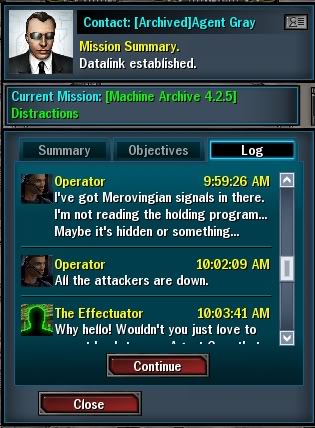 Contact: [Archived]Agent Gray
Mission Summary.
Datalink established.
Current Mission: [Machine Archive 4.2.5]
Distractions
Summary Objectives Log
Operator 9:59:26 AM
I've got Merovingian signals in there.
I'm not reading the holding program...
Maybe it's hidden or something...
Operator 10:02:09 AM
All the attackers are down.
The Effectuator 10:03:41 AM
Why hello! Wouldn't you just love to
Continue
Close